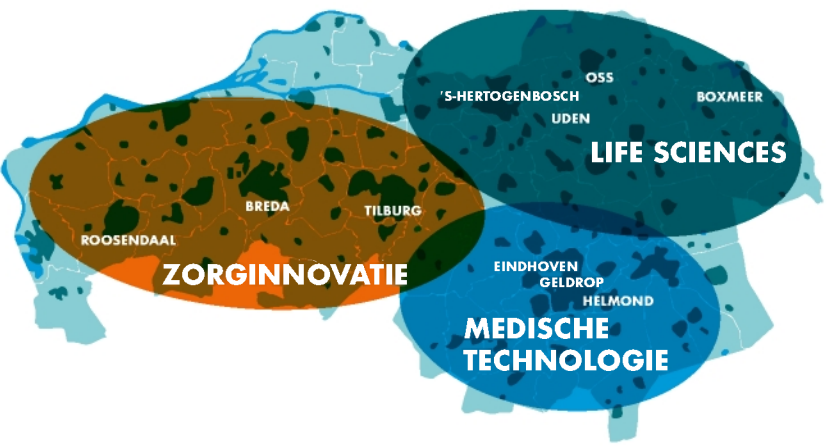 OSS
'S-HERTOGENBOSCH
BOXMEER
UDEN
LIFE SCIENCES
BREDA
TILBURG
ROOSENDAAL
ZORGINNOVATIE
EINDHOVEN
GELDROP
HELMOND
MEDISCHE
TECHNOLOGIE